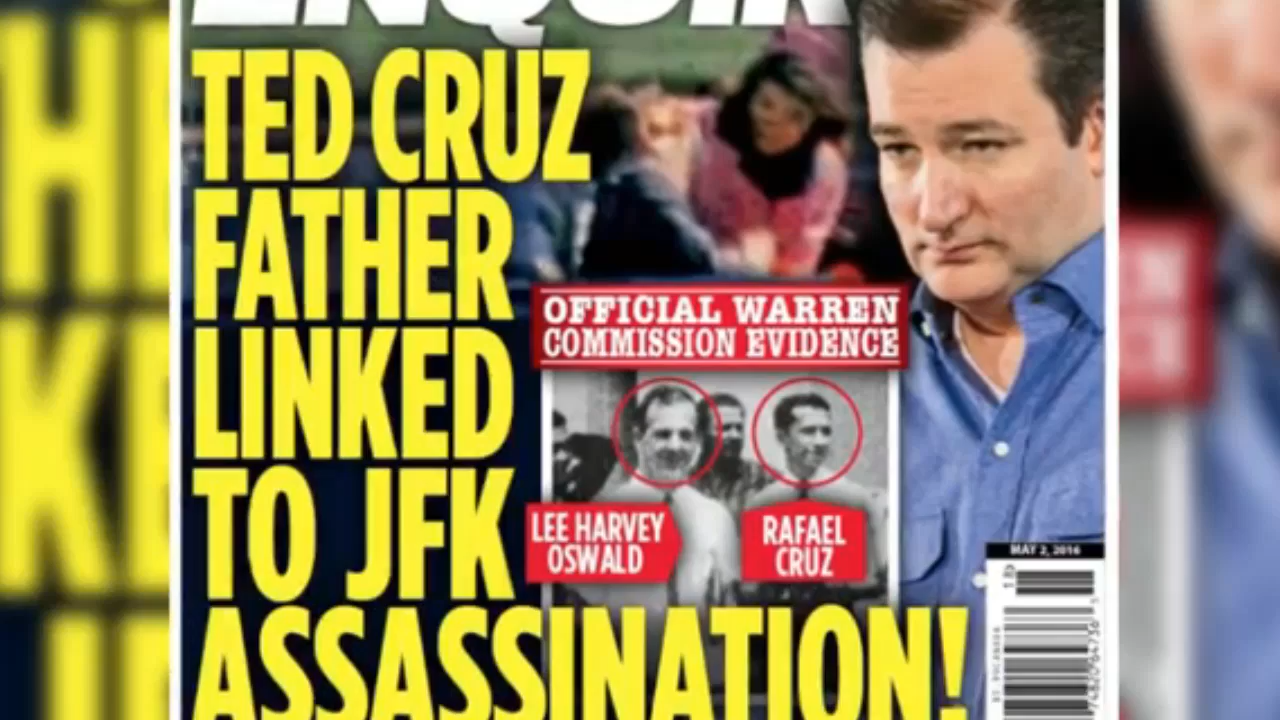 ENQUIR
TED CRUZ
FATHER
LINKED
TO JFK
ASSASSINATION!
OFFICIAL WARREN
COMMISSION EVIDENCE
LEE HARVEY
OSWALD
RAFAEL
CRUZ
MAY 2, 2016